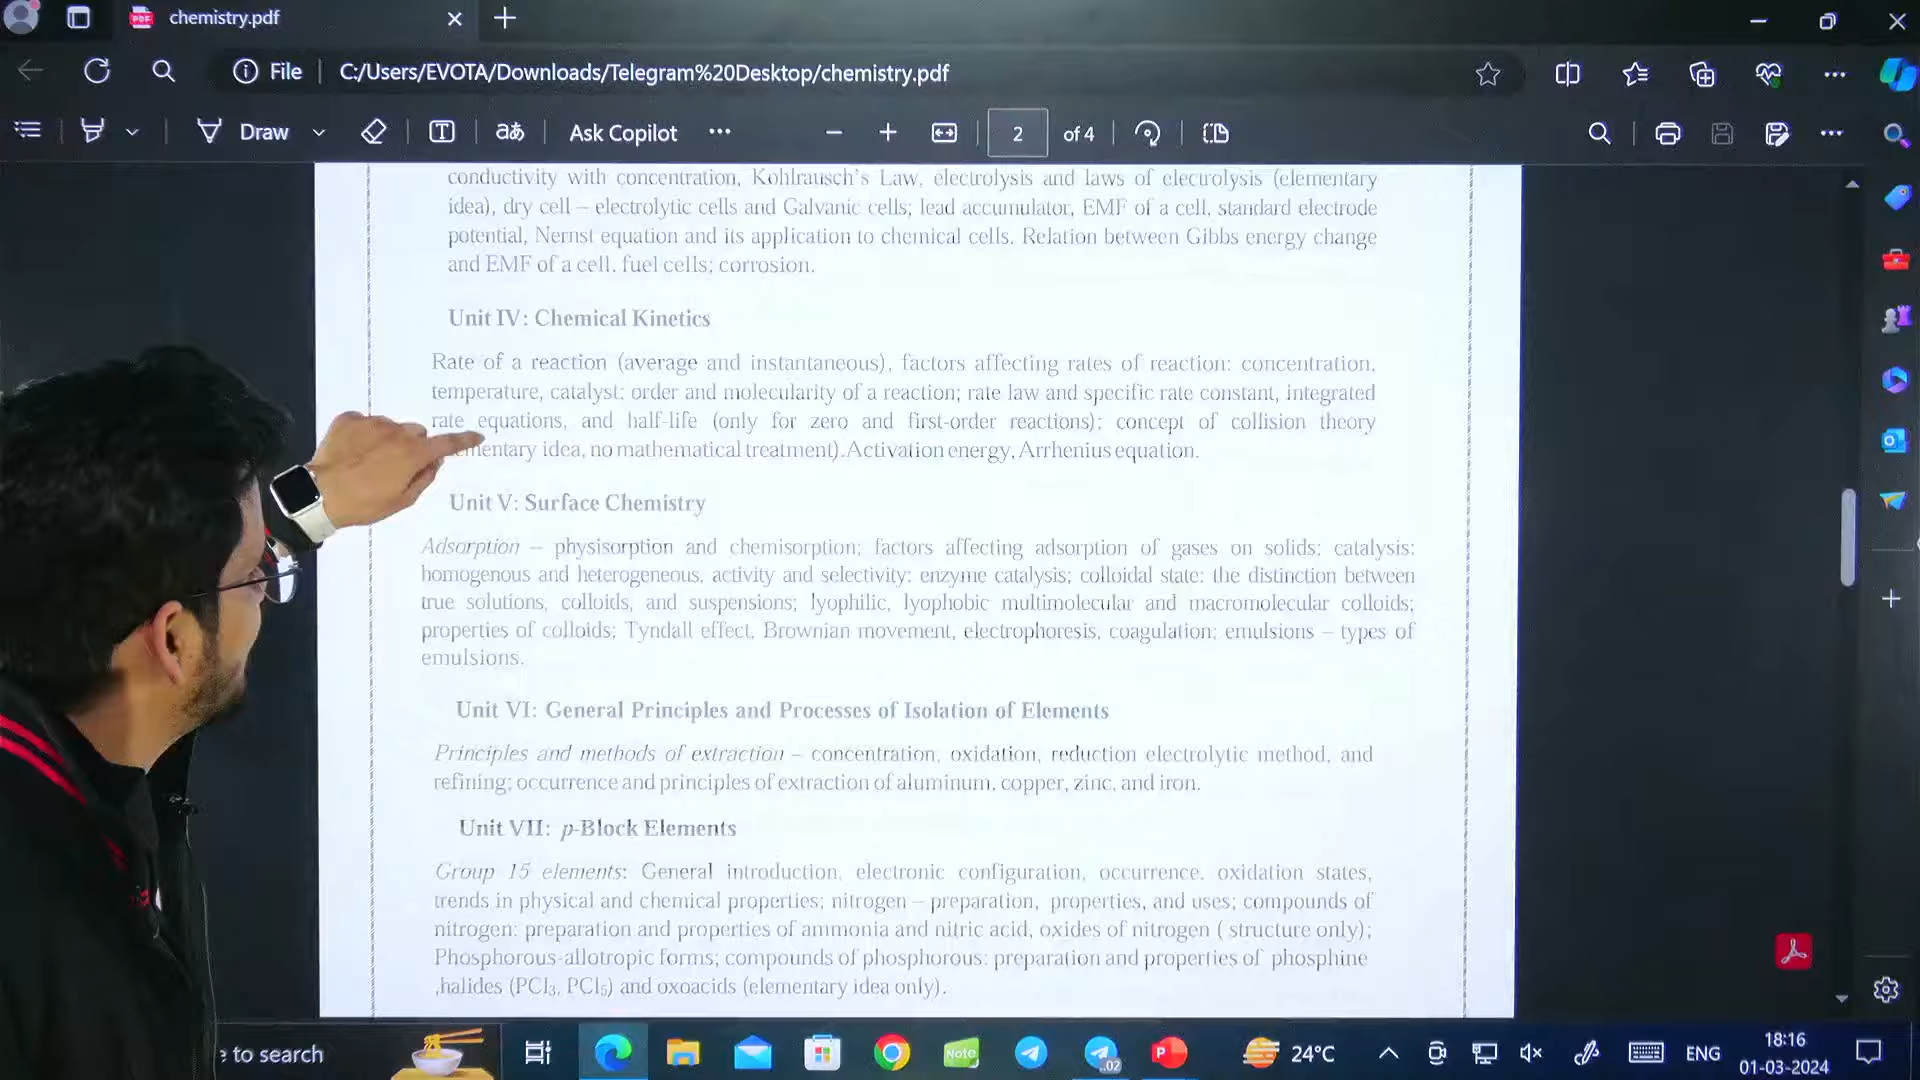 chemistry.pdf
File
C:/Users/EVOTA/Downloads/Telegram%20Desktop/chemistry.pdf
Draw
T
aあ
Ask Copilot
2
of 4
conductivity with concentration, Kohlrausch's Law, electrolysis and laws of electrolysis (elementary
idea), dry cell – electrolytic cells and Galvanic cells; lead accumulator, EMF of a cell, standard electrode
potential, Nernst equation and its application to chemical cells. Relation between Gibbs energy change
and EMF of a cell. fuel cells; corrosion.
Unit IV: Chemical Kinetics
Rate of a reaction (average and instantaneous), factors affecting rates of reaction: concentration,
temperature, catalyst; order and molecularity of a reaction; rate law and specific rate constant, integrated
rate equations, and half-life (only for zero and first-order reactions); concept of collision theory
mentary idea, no mathematical treatment).Activation energy, Arrhenius equation.
Unit V: Surface Chemistry
Adsorption – physisorption and chemisorption; factors affecting adsorption of gases on solids; catalysis:
homogenous and heterogeneous, activity and selectivity: enzyme catalysis; colloidal state: the distinction between
true solutions, colloids, and suspensions; lyophilic, lyophobic multimolecular and macromolecular colloids;
properties of colloids; Tyndall effect, Brownian movement, electrophoresis, coagulation; emulsions – types of
emulsions.
Unit VI: General Principles and Processes of Isolation of Elements
Principles and methods of extraction – concentration, oxidation, reduction electrolytic method, and
refining; occurrence and principles of extraction of aluminum, copper, zinc, and iron.
Unit VII: p-Block Elements
Group 15 elements: General introduction, electronic configuration, occurrence, oxidation states,
trends in physical and chemical properties; nitrogen – preparation, properties, and uses; compounds of
nitrogen: preparation and properties of ammonia and nitric acid, oxides of nitrogen ( structure only);
Phosphorous-allotropic forms; compounds of phosphorous: preparation and properties of phosphine
,halides (PCl3, PCl5) and oxoacids (elementary idea only).
to search
Note
.02
P
24°C
ENG
18:16
01-03-2024